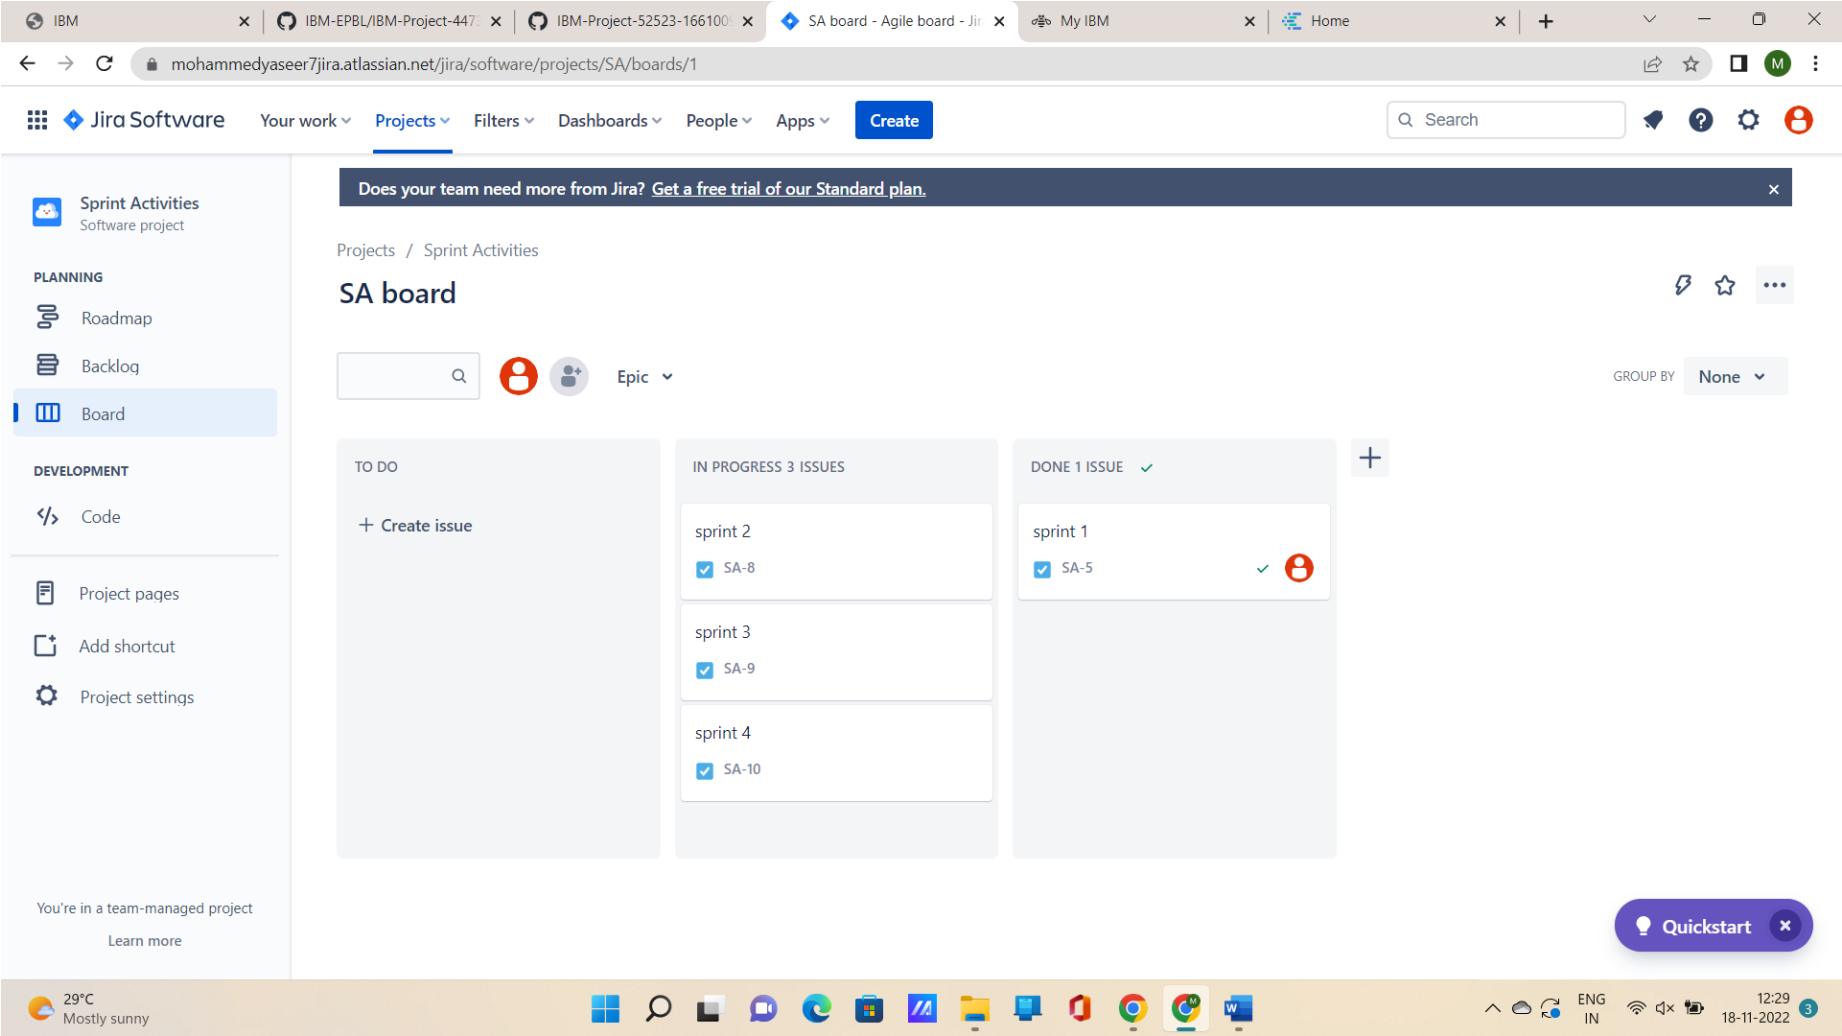 IBM
IBM-EPBL/IBM-Project-4473
IBM-Project-52523-1661009
SA board - Agile board - Jir
My IBM
Home
mohammedyaseer7jira.atlassian.net/jira/software/projects/SA/boards/1
M
Jira Software
Your work
Projects
Filters
Dashboards
People
Apps
Create
Search
Does your team need more from Jira? Get a free trial of our Standard plan.
Sprint Activities
Software project
PLANNING
Roadmap
Backlog
Board
DEVELOPMENT
Code
Project pages
Add shortcut
Project settings
You're in a team-managed project
Learn more
Projects / Sprint Activities
SA board
Epic
GROUP BY
None
TO DO
Create issue
IN PROGRESS 3 ISSUES
sprint 2
SA-8
sprint 3
SA-9
sprint 4
SA-10
DONE 1 ISSUE
sprint 1
SA-5
Quickstart
29°C
Mostly sunny
ENG
IN
12:29
18-11-2022
3